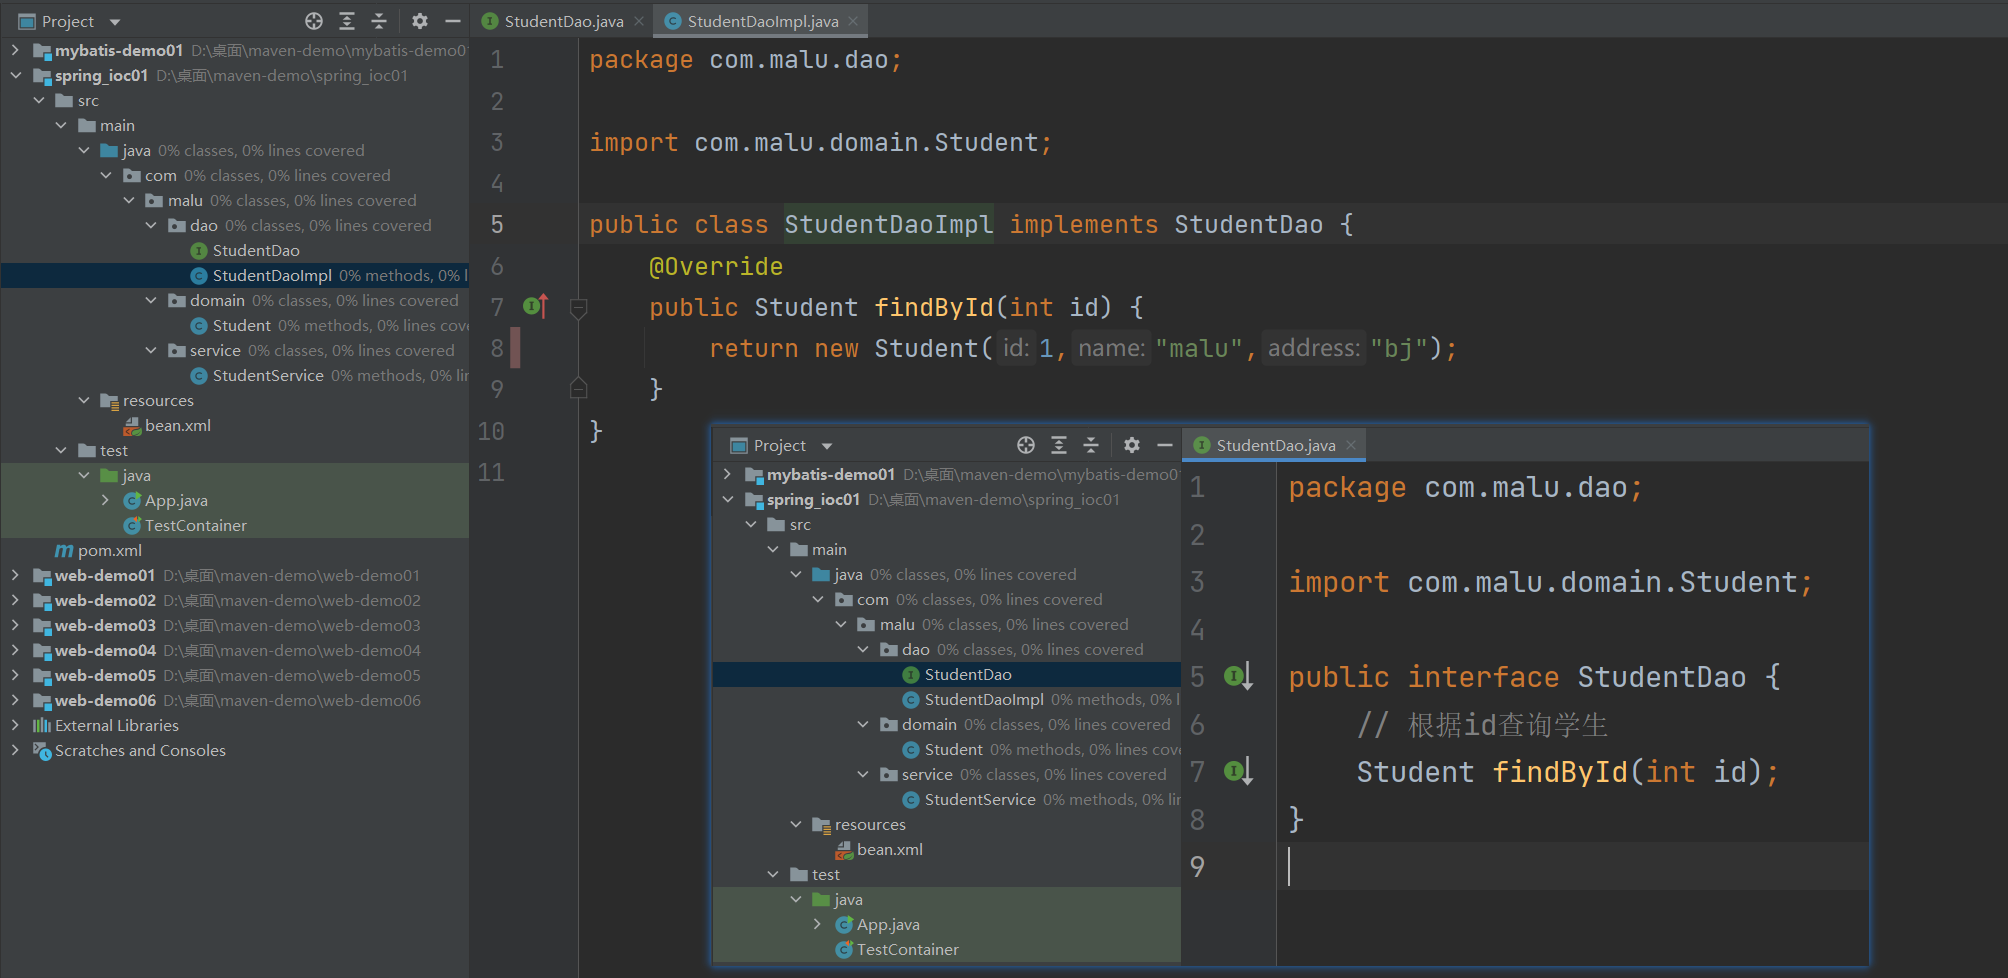 Project
mybatis-demo01 D:\桌面\maven-demo\mybatis-demo01
spring_ioc01 D:\桌面\maven-demo\spring_ioc01
src
main
java 0% classes, 0% lines covered
com 0% classes, 0% lines covered
malu 0% classes, 0% lines covered
dao 0% classes, 0% lines covered
StudentDao
StudentDaoImpl 0% methods, 0% l
domain 0% classes, 0% lines covered
Student 0% methods, 0% lines cove
service 0% classes, 0% lines covered
StudentService 0% methods, 0% lin
resources
bean.xml
test
java
App.java
TestContainer
pom.xml
web-demo01 D:\桌面\maven-demo\web-demo01
web-demo02 D:\桌面\maven-demo\web-demo02
web-demo03 D:\桌面\maven-demo\web-demo03
web-demo04 D:\桌面\maven-demo\web-demo04
web-demo05 D:\桌面\maven-demo\web-demo05
web-demo06 D:\桌面\maven-demo\web-demo06
External Libraries
Scratches and Consoles
StudentDao.java StudentDaoImpl.java
1 package com.malu.dao;
2
3 import com.malu.domain.Student;
4
5 public class StudentDaoImpl implements StudentDao {
6 @Override
7 public Student findById(int id) {
8 return new Student( id: 1, name: "malu", address: "bj");
9 }
10 }
11
Project
mybatis-demo01 D:\桌面\maven-demo\mybatis-demo01
spring_ioc01 D:\桌面\maven-demo\spring_ioc01
src
main
java 0% classes, 0% lines covered
com 0% classes, 0% lines covered
malu 0% classes, 0% lines covered
dao 0% classes, 0% lines covered
StudentDao
StudentDaoImpl 0% methods, 0% l
domain 0% classes, 0% lines covered
Student 0% methods, 0% lines cove
service 0% classes, 0% lines covered
StudentService 0% methods, 0% lin
resources
bean.xml
test
java
App.java
TestContainer
StudentDao.java
1 package com.malu.dao;
2
3 import com.malu.domain.Student;
4
5 public interface StudentDao {
6 // 根据id查询学生
7 Student findById(int id);
8 }
9